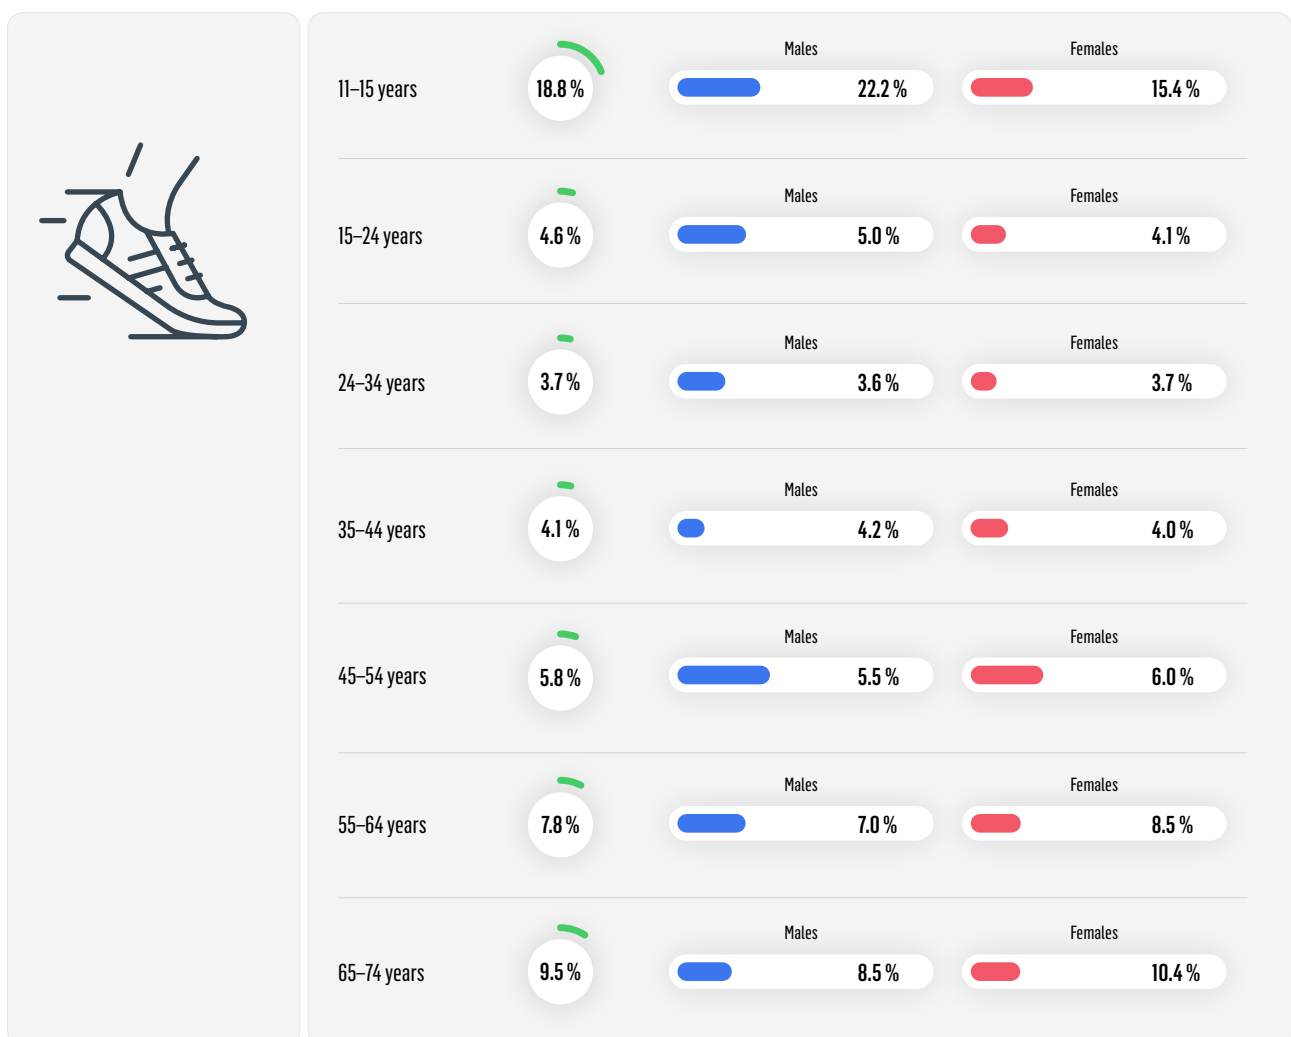 Males Females
11–15 years 18.8 % 22.2 % 15.4 %
Males Females
15–24 years 4.6 % 5.0 % 4.1 %
Males Females
24–34 years 3.7 % 3.6 % 3.7 %
Males Females
35–44 years 4.1 % 4.2 % 4.0 %
Males Females
45–54 years 5.8 % 5.5 % 6.0 %
Males Females
55–64 years 7.8 % 7.0 % 8.5 %
Males Females
65–74 years 9.5 % 8.5 % 10.4 %